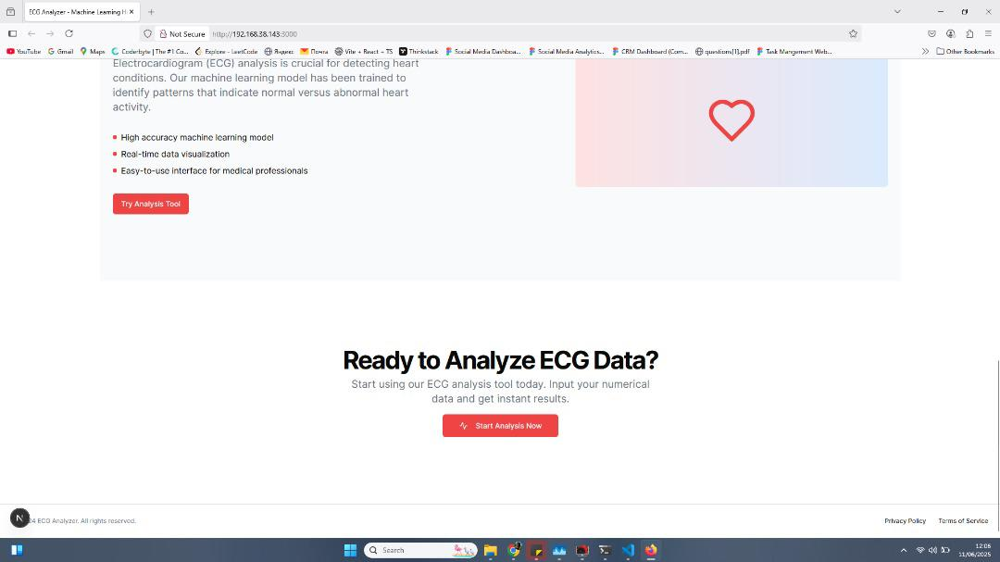 ECG Analyzer - Machine Learning H
Not Secure
http://192.168.38.143:3000
YouTube
Gmail
Maps
Coderbyte | The #1 Co...
Explore - LeetCode
Яндекс
Почта
Vite + React + TS
Thinkstack
Social Media Dashboa...
Social Media Analytics...
CRM Dashboard (Com...
questions[1].pdf
Task Mangement Web...
Other Bookmarks
Electrocardiogram (ECG) analysis is crucial for detecting heart
conditions. Our machine learning model has been trained to
identify patterns that indicate normal versus abnormal heart
activity.
High accuracy machine learning model
Real-time data visualization
Easy-to-use interface for medical professionals
Try Analysis Tool
Ready to Analyze ECG Data?
Start using our ECG analysis tool today. Input your numerical
data and get instant results.
Start Analysis Now
N
24 ECG Analyzer. All rights reserved.
Privacy Policy
Terms of Service
Search
12:06
11/06/2025